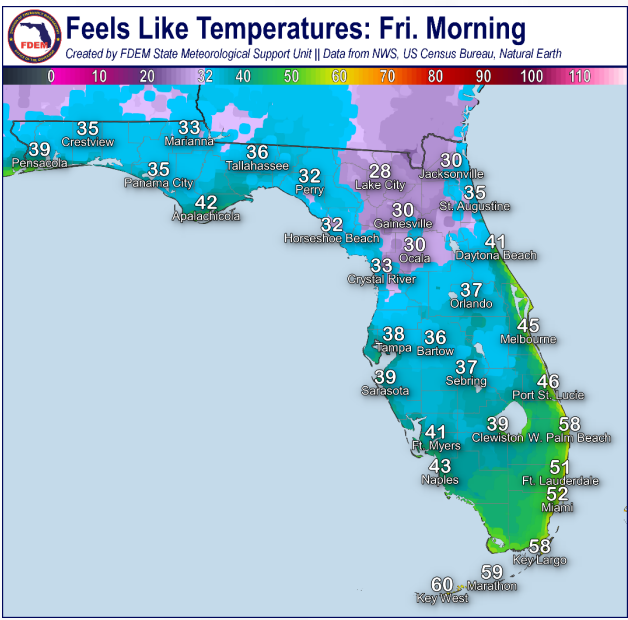 Feels Like Temperatures: Fri. Morning
FDEM
Created by FDEM State Meteorological Support Unit || Data from NWS, US Census Bureau, Natural Earth
0 10 20 32 40 50 60 70 80 90 100 110
35
Crestview
33
Marianna
39
Pensacola
36
Tallahassee
35
Panama City
32
Perry
28
Lake City
30
Jacksonville
42
Apalachicola
35
St. Augustine
30
Gainesville
32
Horseshoe Beach
30
Ocala
41
Daytona Beach
33
Crystal River
37
Orlando
45
Melbourne
38
Tampa
36
Bartow
39
Sarasota
37
Sebring
46
Port St. Lucie
41
Ft. Myers
39
Clewiston
58
W. Palm Beach
43
Naples
51
Ft. Lauderdale
52
Miami
58
Key Largo
59
Marathon
60
Key West